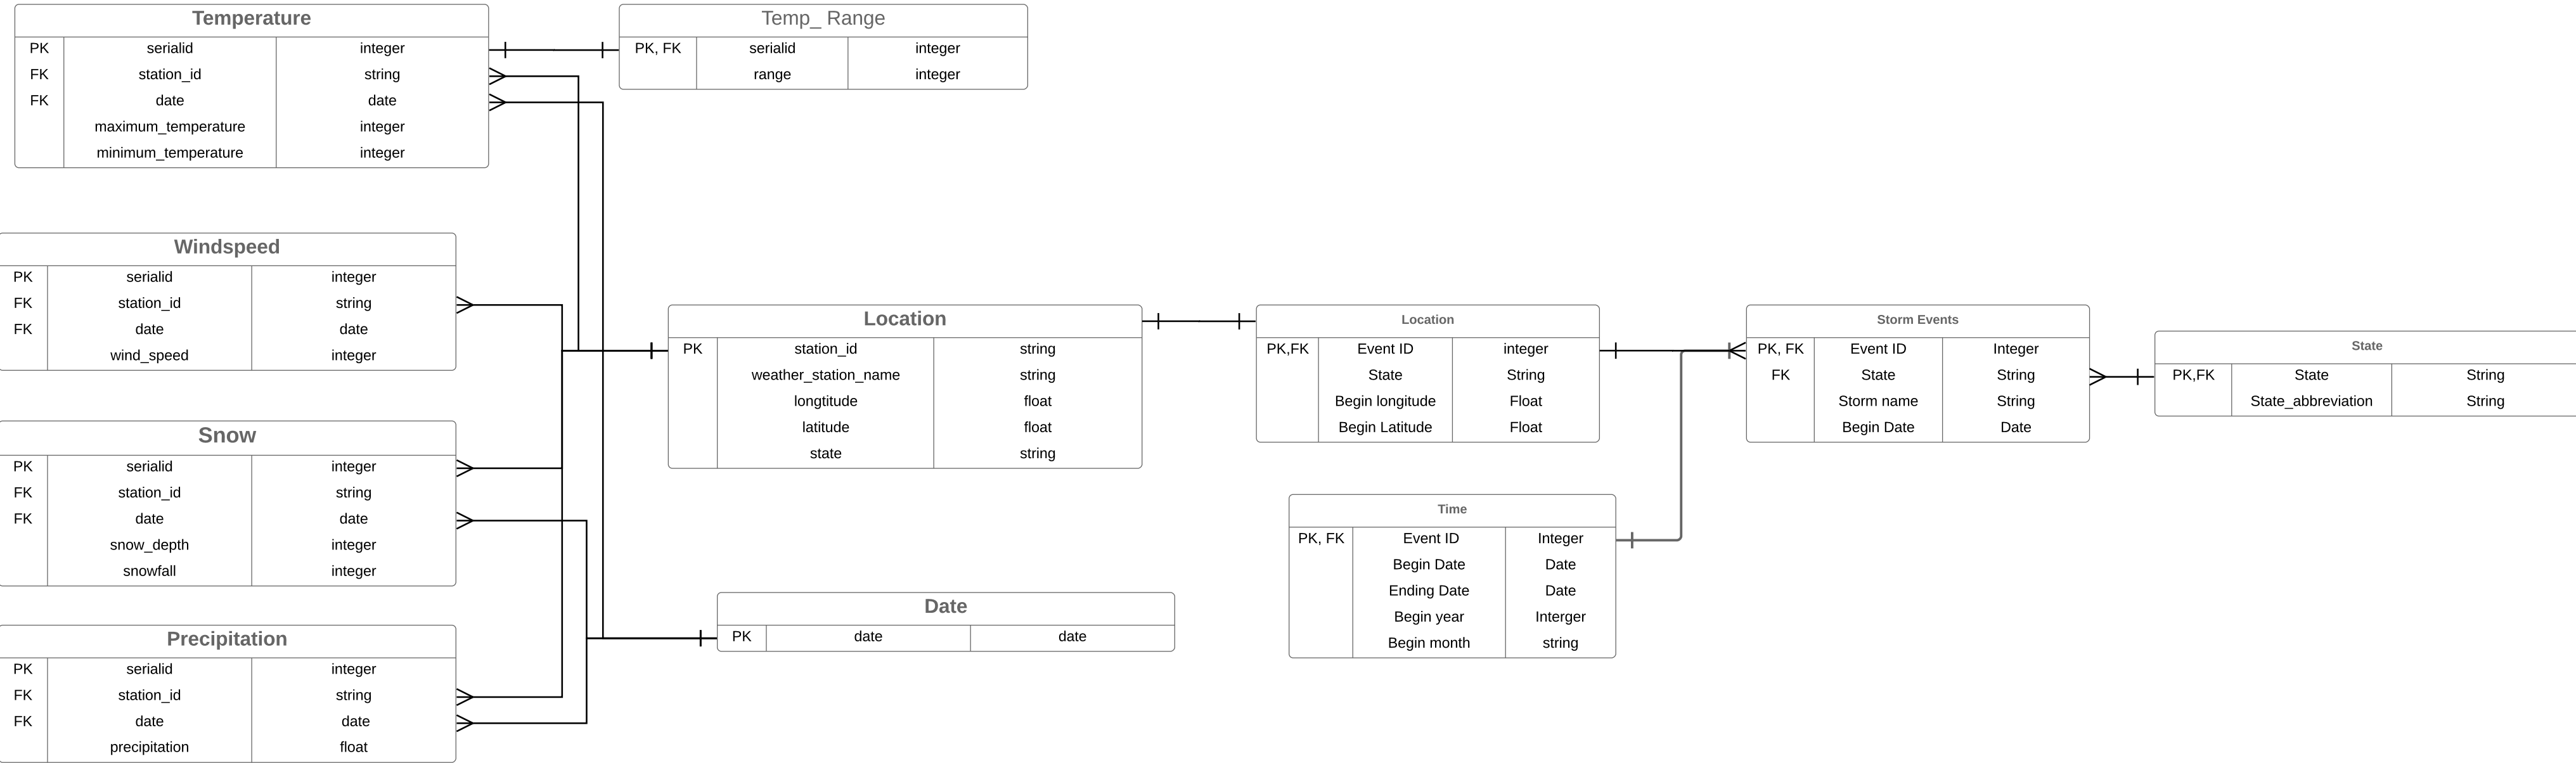 Temperature
PK serialid integer
FK station_id string
FK date date
maximum_temperature integer
minimum_temperature integer
Temp_ Range
PK, FK serialid integer
range integer
Windspeed
PK serialid integer
FK station_id string
FK date date
wind_speed integer
Snow
PK serialid integer
FK station_id string
FK date date
snow_depth integer
snowfall integer
Precipitation
PK serialid integer
FK station_id string
FK date date
precipitation float
Location
PK station_id string
weather_station_name string
longtitude float
latitude float
state string
Date
PK date date
Location
PK,FK Event ID integer
State String
Begin longitude Float
Begin Latitude Float
Time
PK, FK Event ID Integer
Begin Date Date
Ending Date Date
Begin year Interger
Begin month string
Storm Events
PK, FK Event ID Integer
FK State String
Storm name String
Begin Date Date
State
PK,FK State String
State_abbreviation String